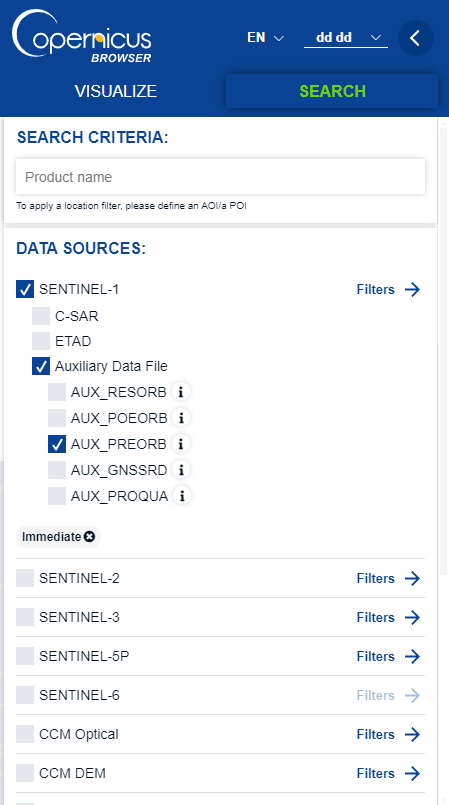 Copernicus
BROWSER
EN
dd dd
VISUALIZE
SEARCH
SEARCH CRITERIA:
Product name
To apply a location filter, please define an AOI/a POI
DATA SOURCES:
SENTINEL-1 Filters
C-SAR
ETAD
Auxiliary Data File
AUX_RESORB i
AUX_POEORB i
AUX_PREORB i
AUX_GNSSRD i
AUX_PROQUA i
Immediate
SENTINEL-2 Filters
SENTINEL-3 Filters
SENTINEL-5P Filters
SENTINEL-6 Filters
CCM Optical Filters
CCM DEM Filters